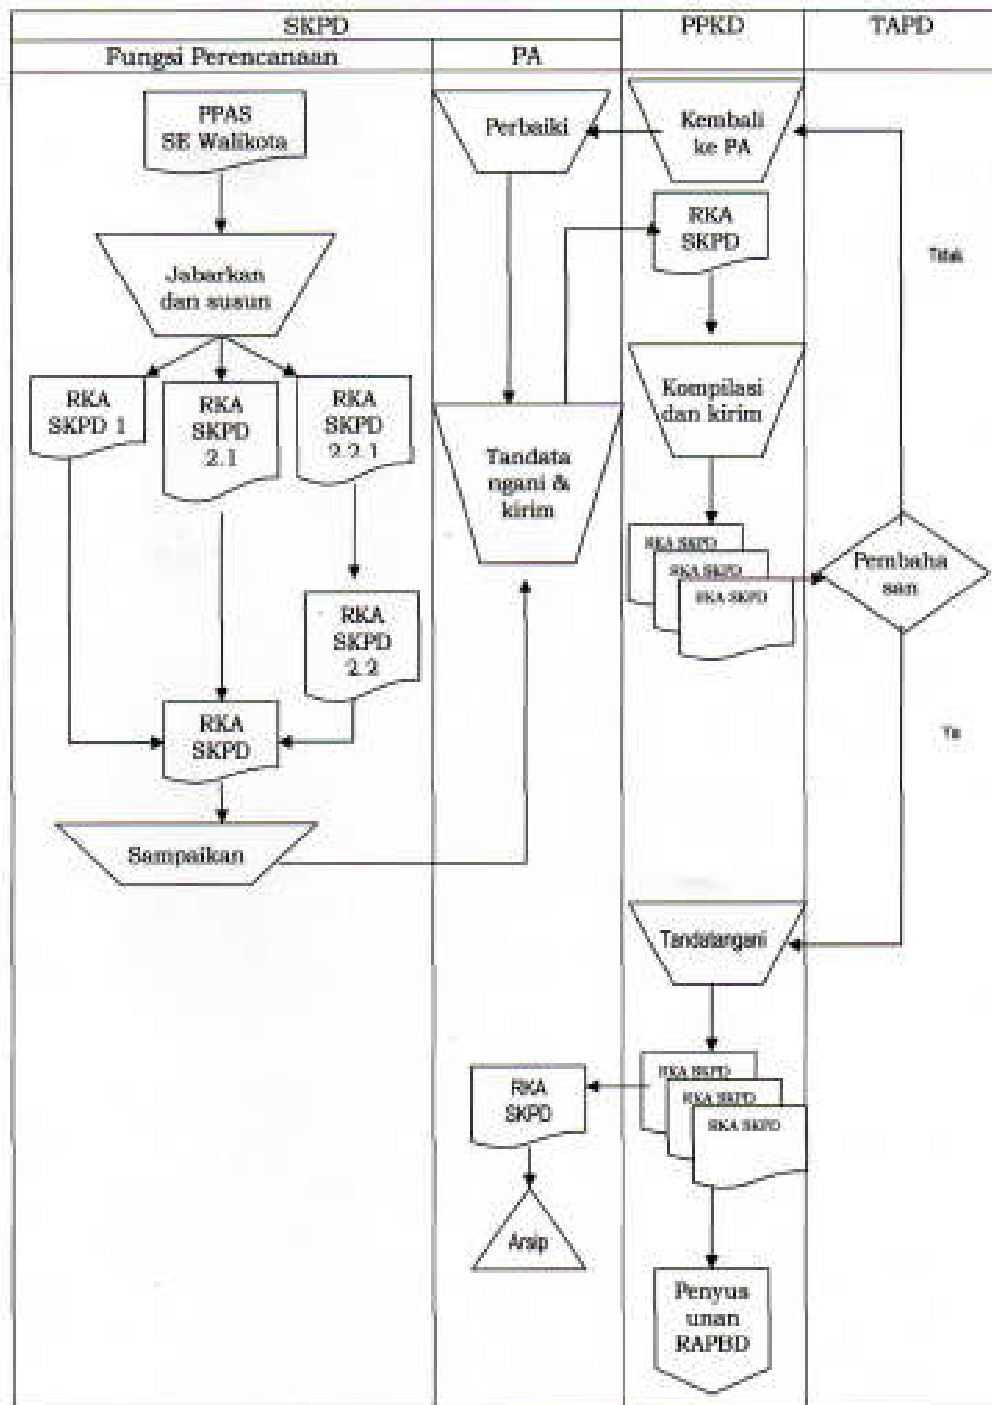 SKPD
PPKD
TAPD
Fungsi Perencanaan
PA
PPAS
SE Walikota
Perbaiki
Kembali
ke PA
RKA
SKPD
Tidak
Jabarkan
dan susun
Kompilasi
dan kirim
RKA
SKPD 1
RKA
SKPD
2.1
RKA
SKPD
2.2.1
Tandata
ngani &
kirim
RKA SKPD
RKA SKPD
RKA SKPD
Pembaha
san
RKA
SKPD
2.2
RKA
SKPD
Ya
Sampaikan
Tandatangani
RKA
SKPD
RKA SKPD
RKA SKPD
RKA SKPD
Arsip
Penyus
unan
RAPBD